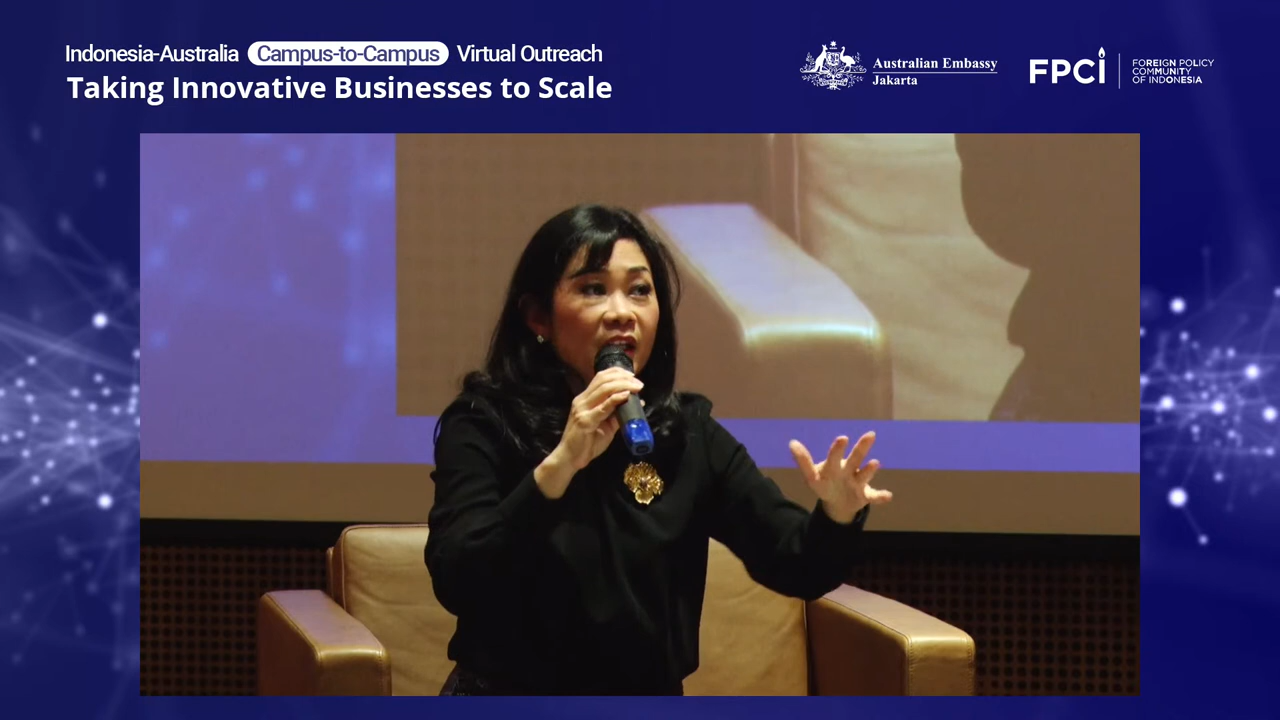 Indonesia-Australia Campus-to-Campus Virtual Outreach
Taking Innovative Businesses to Scale
Australian Embassy
Jakarta
FPCI
FOREIGN POLICY
COMMUNITY
OF INDONESIA